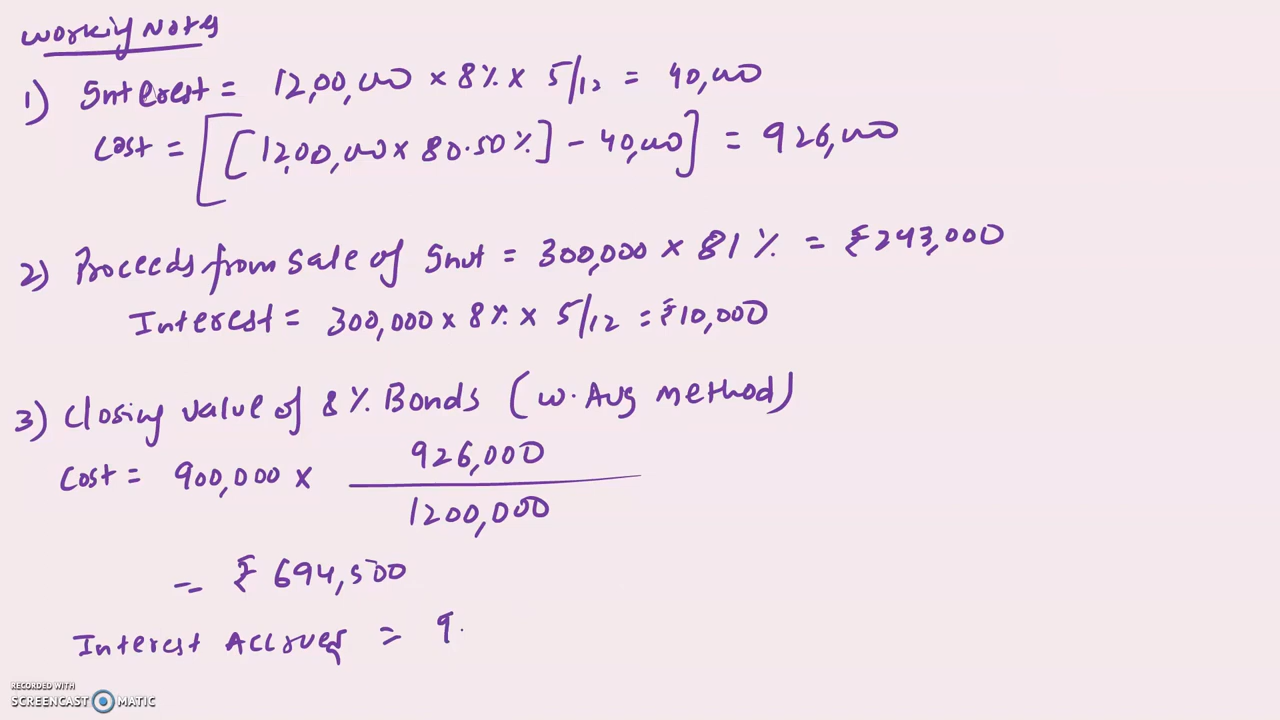 Working Notes
1) Interest = 12,00,000 × 8% × 5/12 = 40,000
Cost = [[1200,000 × 80.50%] - 40,000] = 926,000
2) Proceeds from sale of Invt = 300,000 × 81% = ₹243,000
Interest = 300,000 × 8% × 5/12 = ₹10,000
3) Closing value of 8% Bonds (w. Avg method)
Cost = 900,000 × 926,000
1200,000
= ₹ 694,500
Interest Accrued = 9
RECORDED WITH
SCREENCAST MATIC